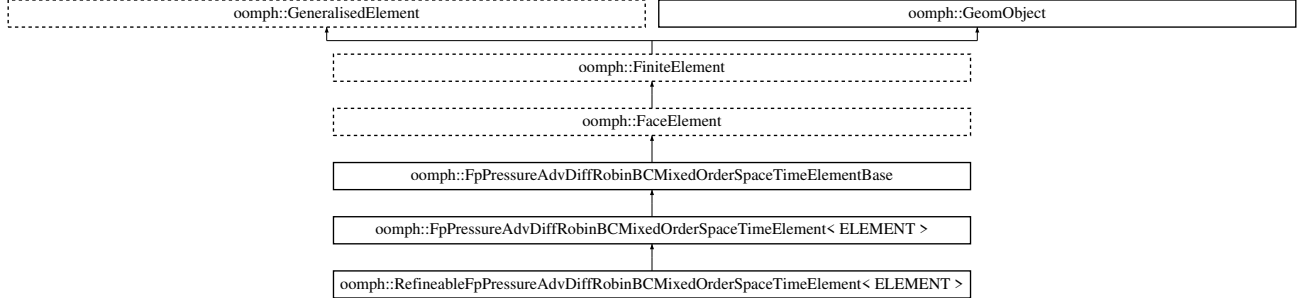 oomph::GeneralisedElement
oomph::GeomObject
oomph::FiniteElement
oomph::FaceElement
oomph::FpPressureAdvDiffRobinBCMixedOrderSpaceTimeElementBase
oomph::FpPressureAdvDiffRobinBCMixedOrderSpaceTimeElement< ELEMENT >
oomph::RefineableFpPressureAdvDiffRobinBCMixedOrderSpaceTimeElement< ELEMENT >